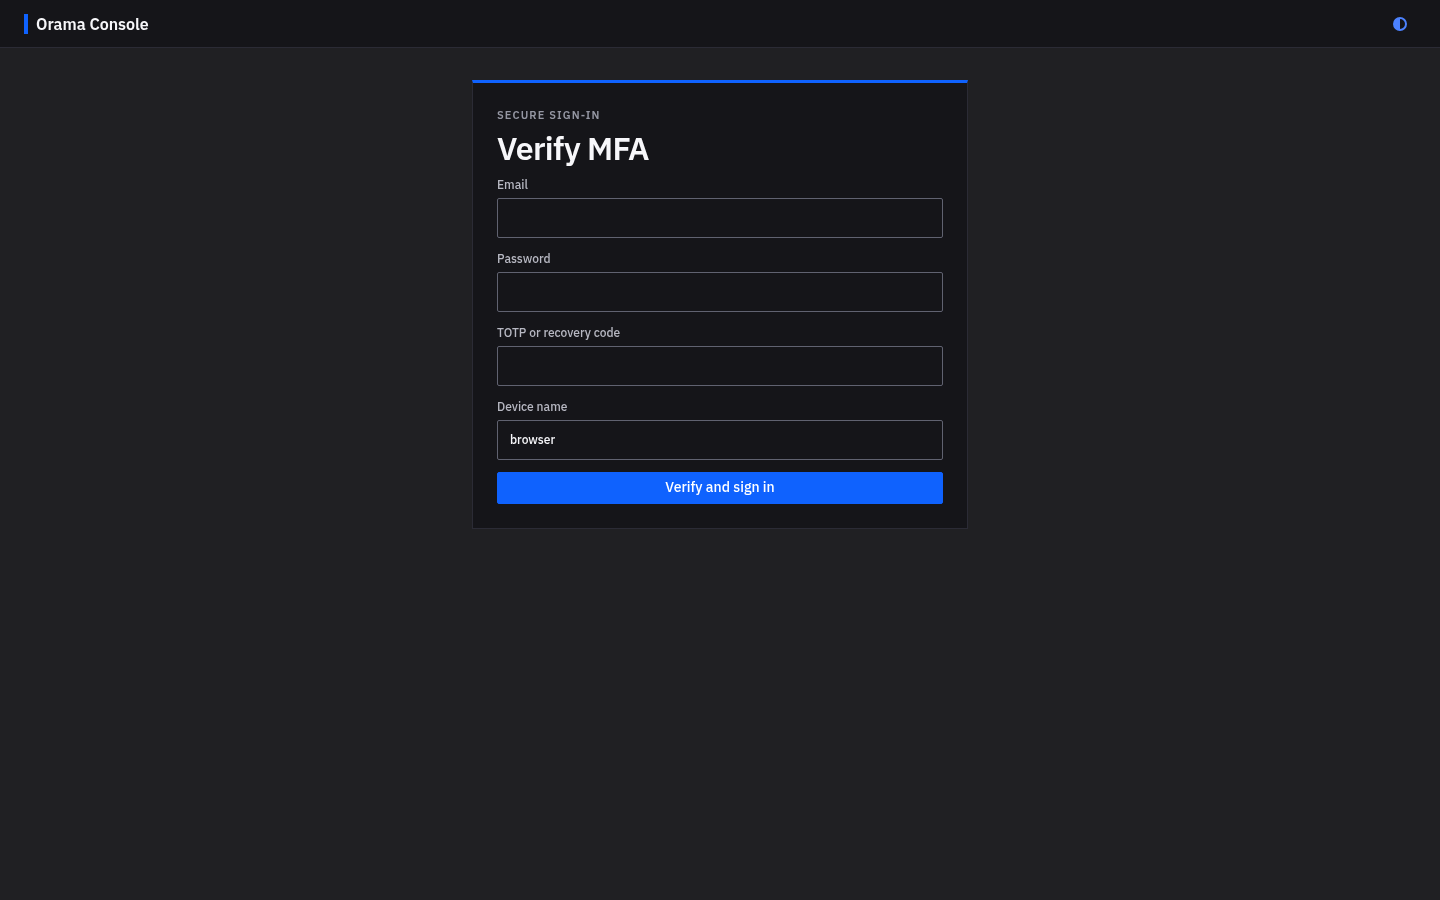 Orama Console
SECURE SIGN-IN
Verify MFA
Email
Password
TOTP or recovery code
Device name
browser
Verify and sign in